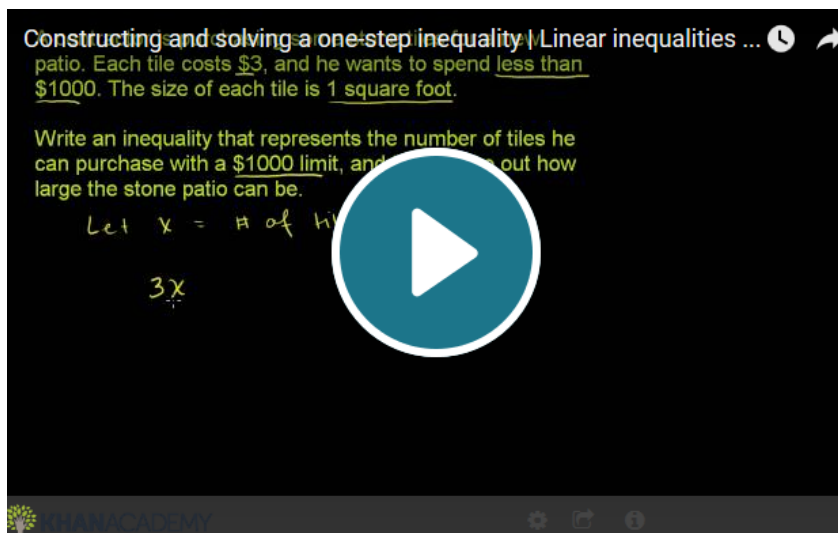 Constructing and solving a one-step inequality | Linear inequalities ...
patio. Each tile costs $3, and he wants to spend less than
$1000. The size of each tile is 1 square foot.
Write an inequality that represents the number of tiles he
can purchase with a $1000 limit, and out how
large the stone patio can be.
Let x = # of
3x
KHANACADEMY